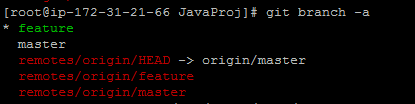 [root@ip-172-31-21-66 JavaProj]# git branch -a
* feature
master
remotes/origin/HEAD -> origin/master
remotes/origin/feature
remotes/origin/master